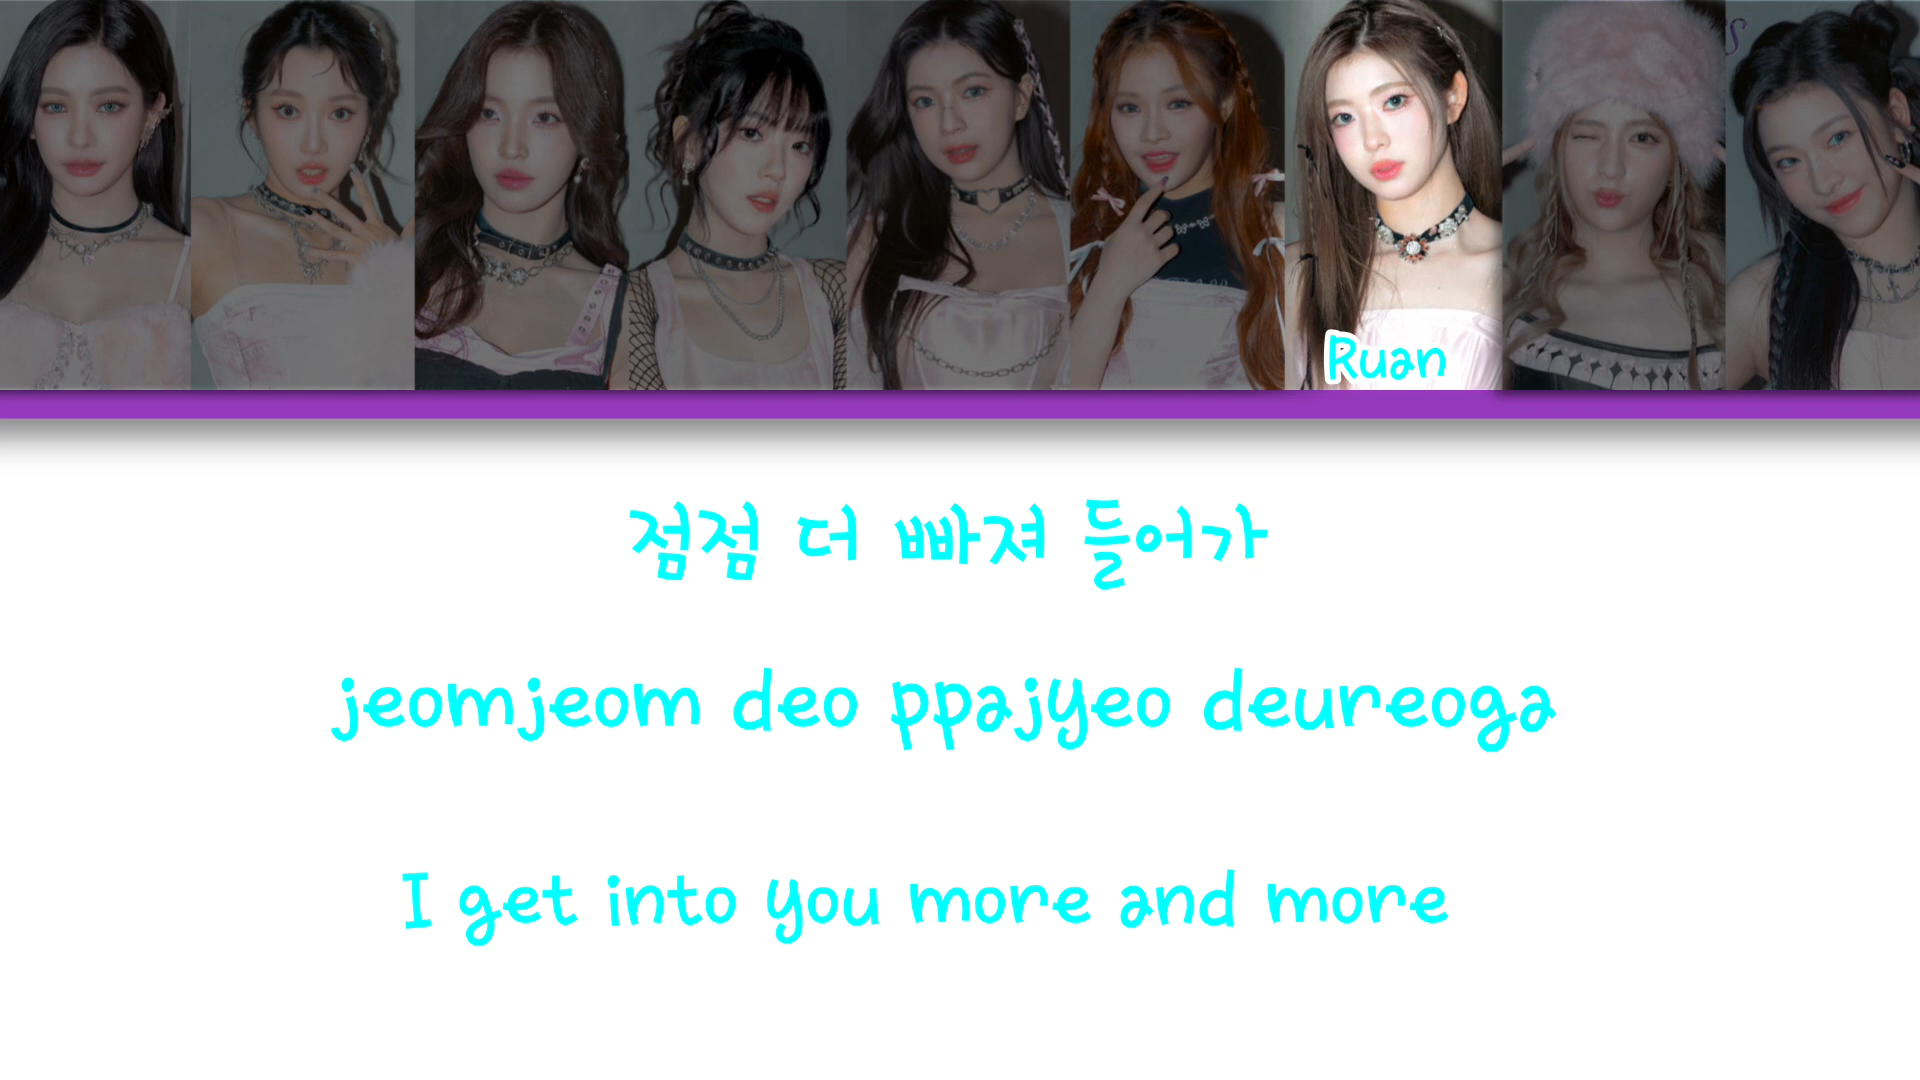 Ruan
점점 더 빠져 들어가
jeomjeom deo ppajyeo deureoga
I get into you more and more